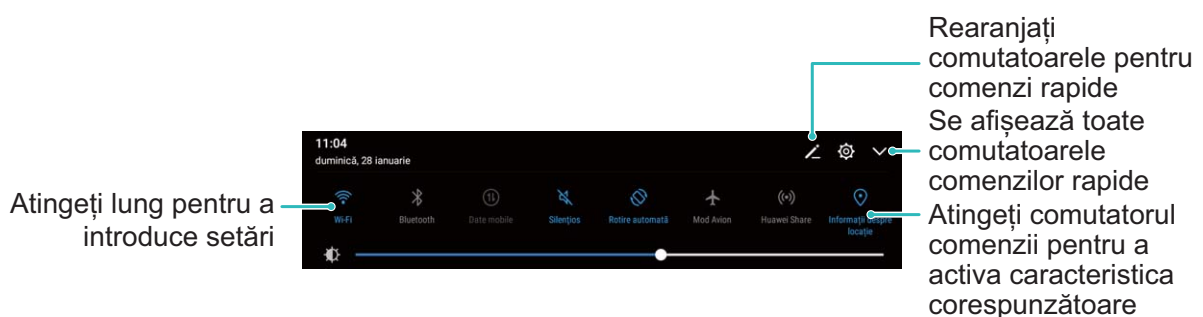 Rearanjați
comutatoarele pentru
comenzi rapide
Se afișează toate
comutatoarele
comenzilor rapide
11:04
duminică, 28 ianuarie
Atingeți lung pentru a
introduce setări
Wi-Fi
Bluetooth
Date mobile
Silențios
Rotire automată
Mod Avion
Huawei Share
Informații despre
locație
Atingeți comutatorul
comenzii pentru a
activa caracteristica
corespunzătoare